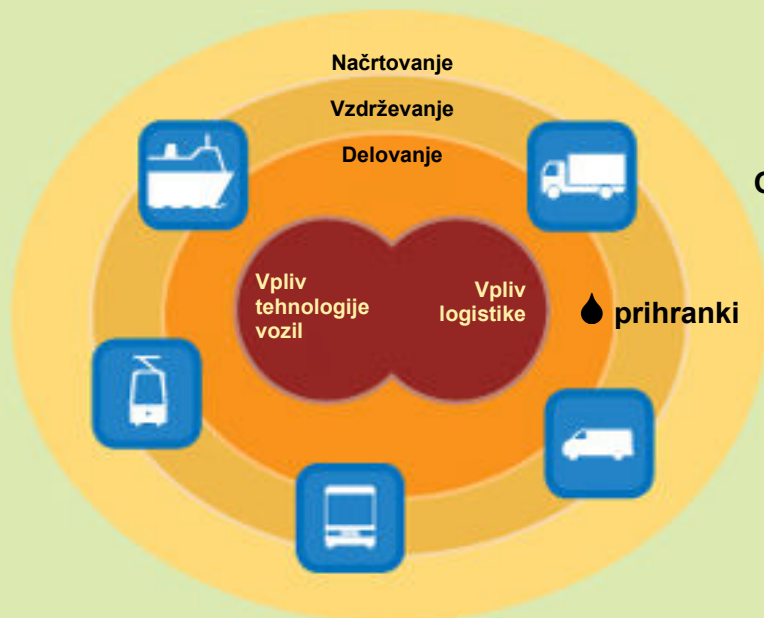 Načrtovanje
Vzdrževanje
Delovanje
Vpliv
tehnologije
vozil
Vpliv
logistike
prihranki